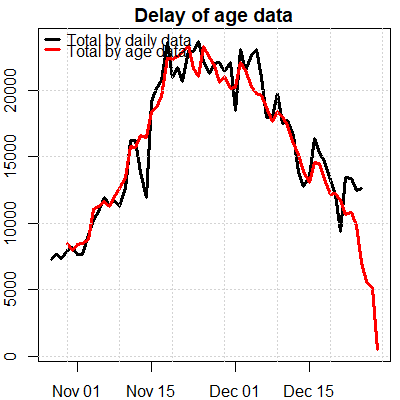 Delay of age data
Total by daily data
Total by age data
20000
15000
10000
5000
0
Nov 01 Nov 15 Dec 01 Dec 15